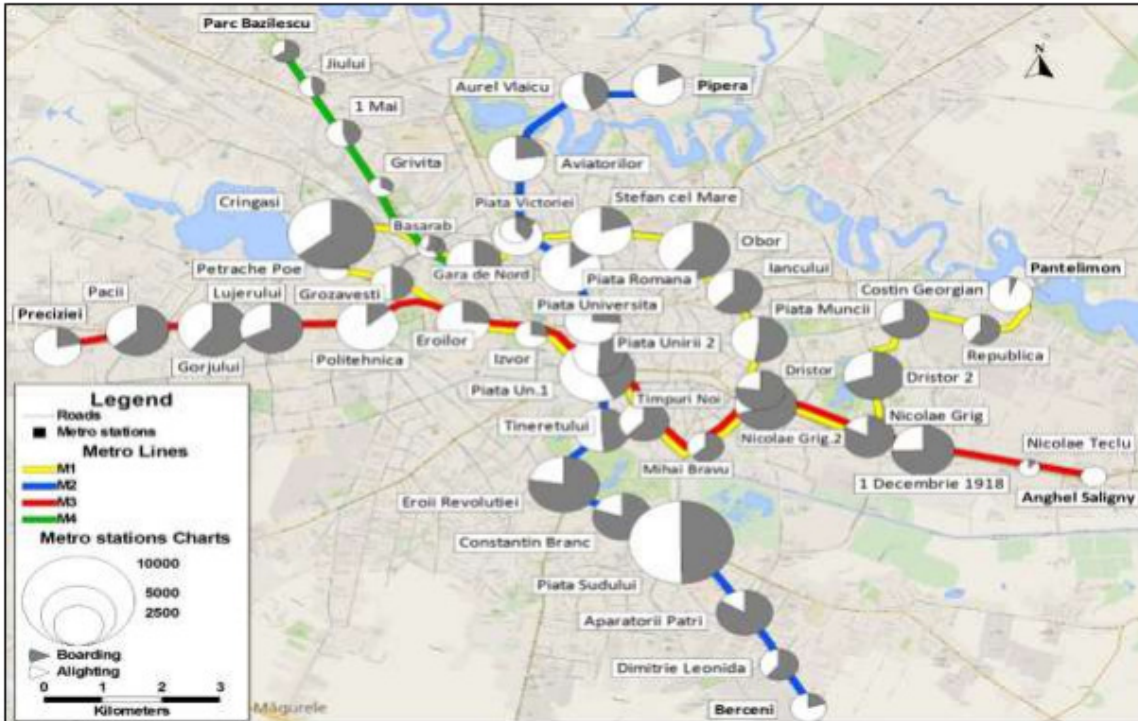 Parc Bazilescu
Jiului
1 Mai
Grivita
Basarab
Cringasi
Petrache Poe
Grozavesti
Gara de Nord
Aurel Vlaicu
Pipera
Aviatorilor
Piata Victoriei
Stefan cel Mare
Obor
Piata Romana
Iancului
Piata Universita
Piata Muncii
Piata Unirii 2
Costin Georgian
Pantelimon
Republica
Dristor
Dristor 2
Preciziei
Pacii
Lujerului
Gorjului
Politehnica
Eroilor
Izvor
Piata Un.1
Timpuri Noi
Tineretului
Mihai Bravu
Nicolae Grig.2
Nicolae Grig
1 Decembrie 1918
Nicolae Teclu
Anghel Saligny
Eroii Revolutiei
Constantin Branc
Piata Sudului
Aparatorii Patri
Dimitrie Leonida
Berceni
N
Legend
Roads
Metro stations
Metro Lines
M1
M2
M3
M4
Metro stations Charts
10000
5000
2500
Boarding
Alighting
0 1 2 3
Kilometers
-Măgurele